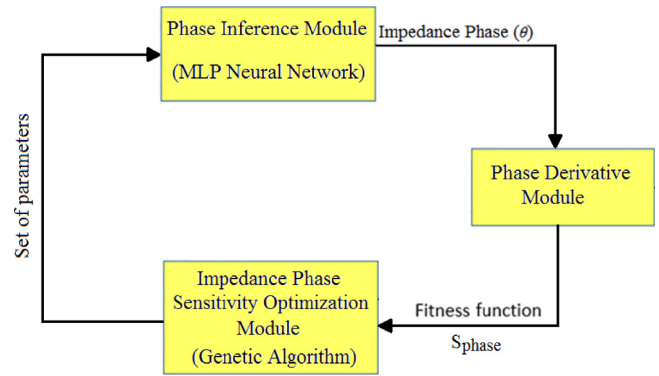 Phase Inference Module
(MLP Neural Network)
Impedance Phase (θ)
Phase Derivative
Module
Fitness function
Sphase
Impedance Phase
Sensitivity Optimization
Module
(Genetic Algorithm)
Set of parameters